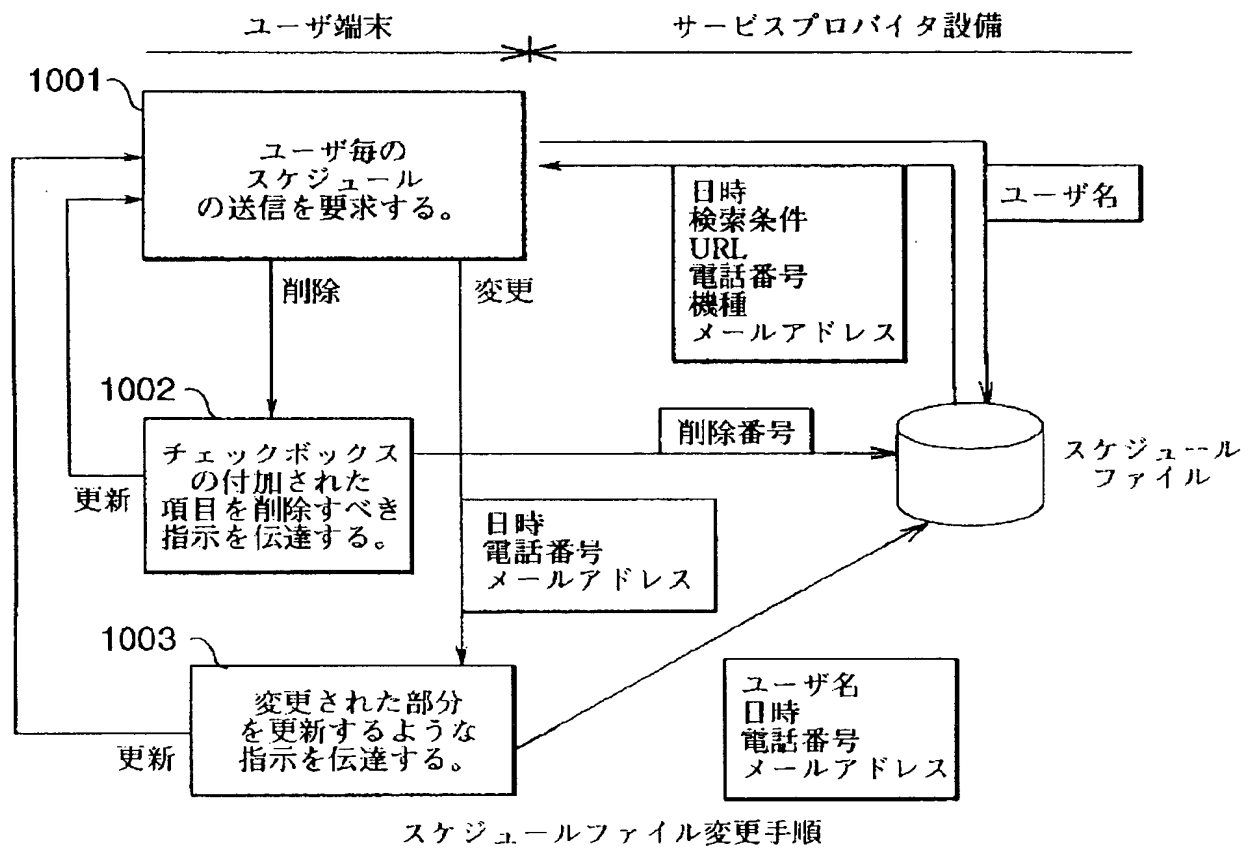 ユーザ端末
サービスプロバイタ設備
1001
ユーザ毎の
スケジュール
の送信を要求する。
日時
検索条件
URL
電話番号
機種
メールアドレス
ユーザ名
削除
変更
1002
チェックボックス
の付加された
項目を削除すべき
指示を伝達する。
更新
削除番号
スケジュール
ファイル
日時
電話番号
メールアドレス
1003
変更された部分
を更新するような
指示を伝達する。
更新
ユーザ名
日時
電話番号
メールアドレス
スケジュールファイル変更手順